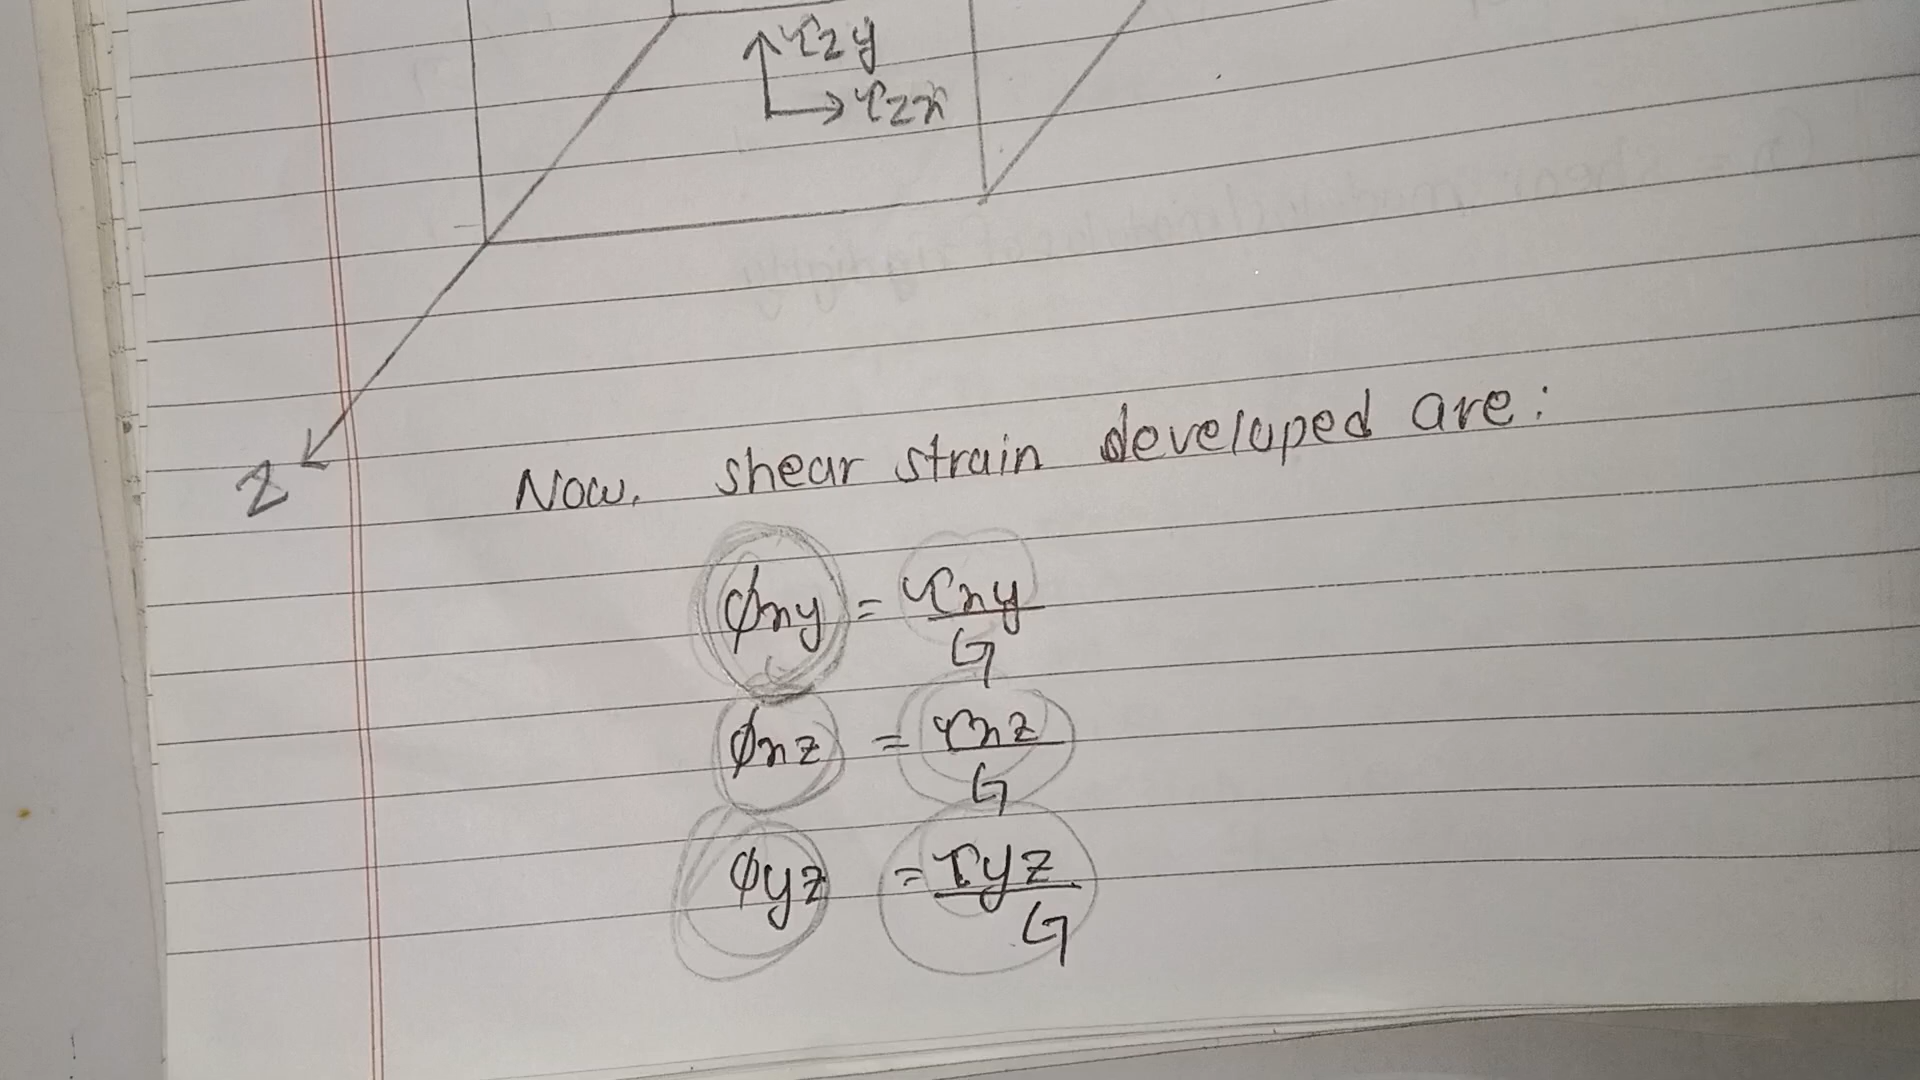 τzy
τzx
z
Now, shear strain developed are:
ϕxy = τxy/G
ϕxz = τxz/G
ϕyz = τyz/G